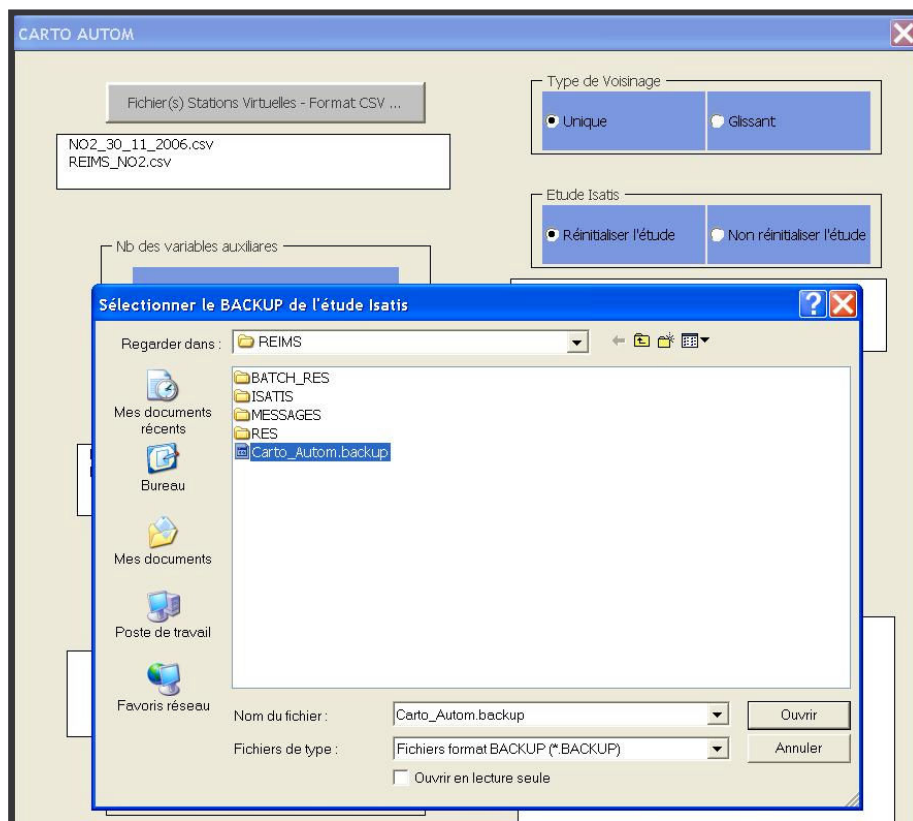 CARTO AUTOM
Fichier(s) Stations Virtuelles - Format CSV ...
NO2_30_11_2006.csv
REIMS_NO2.csv
Type de Voisinage
Unique
Glissant
Etude Isatis
Réinitialiser l'étude
Non réinitialiser l'étude
Nb des variables auxiliares
Sélectionner le BACKUP de l'étude Isatis
Regarder dans :
REIMS
Mes documents récents
Bureau
Mes documents
Poste de travail
Favoris réseau
BATCH_RES
ISATIS
MESSAGES
RES
Carto_Autom.backup
Nom du fichier :
Carto_Autom.backup
Ouvrir
Fichiers de type :
Fichiers format BACKUP (*.BACKUP)
Annuler
Ouvrir en lecture seule